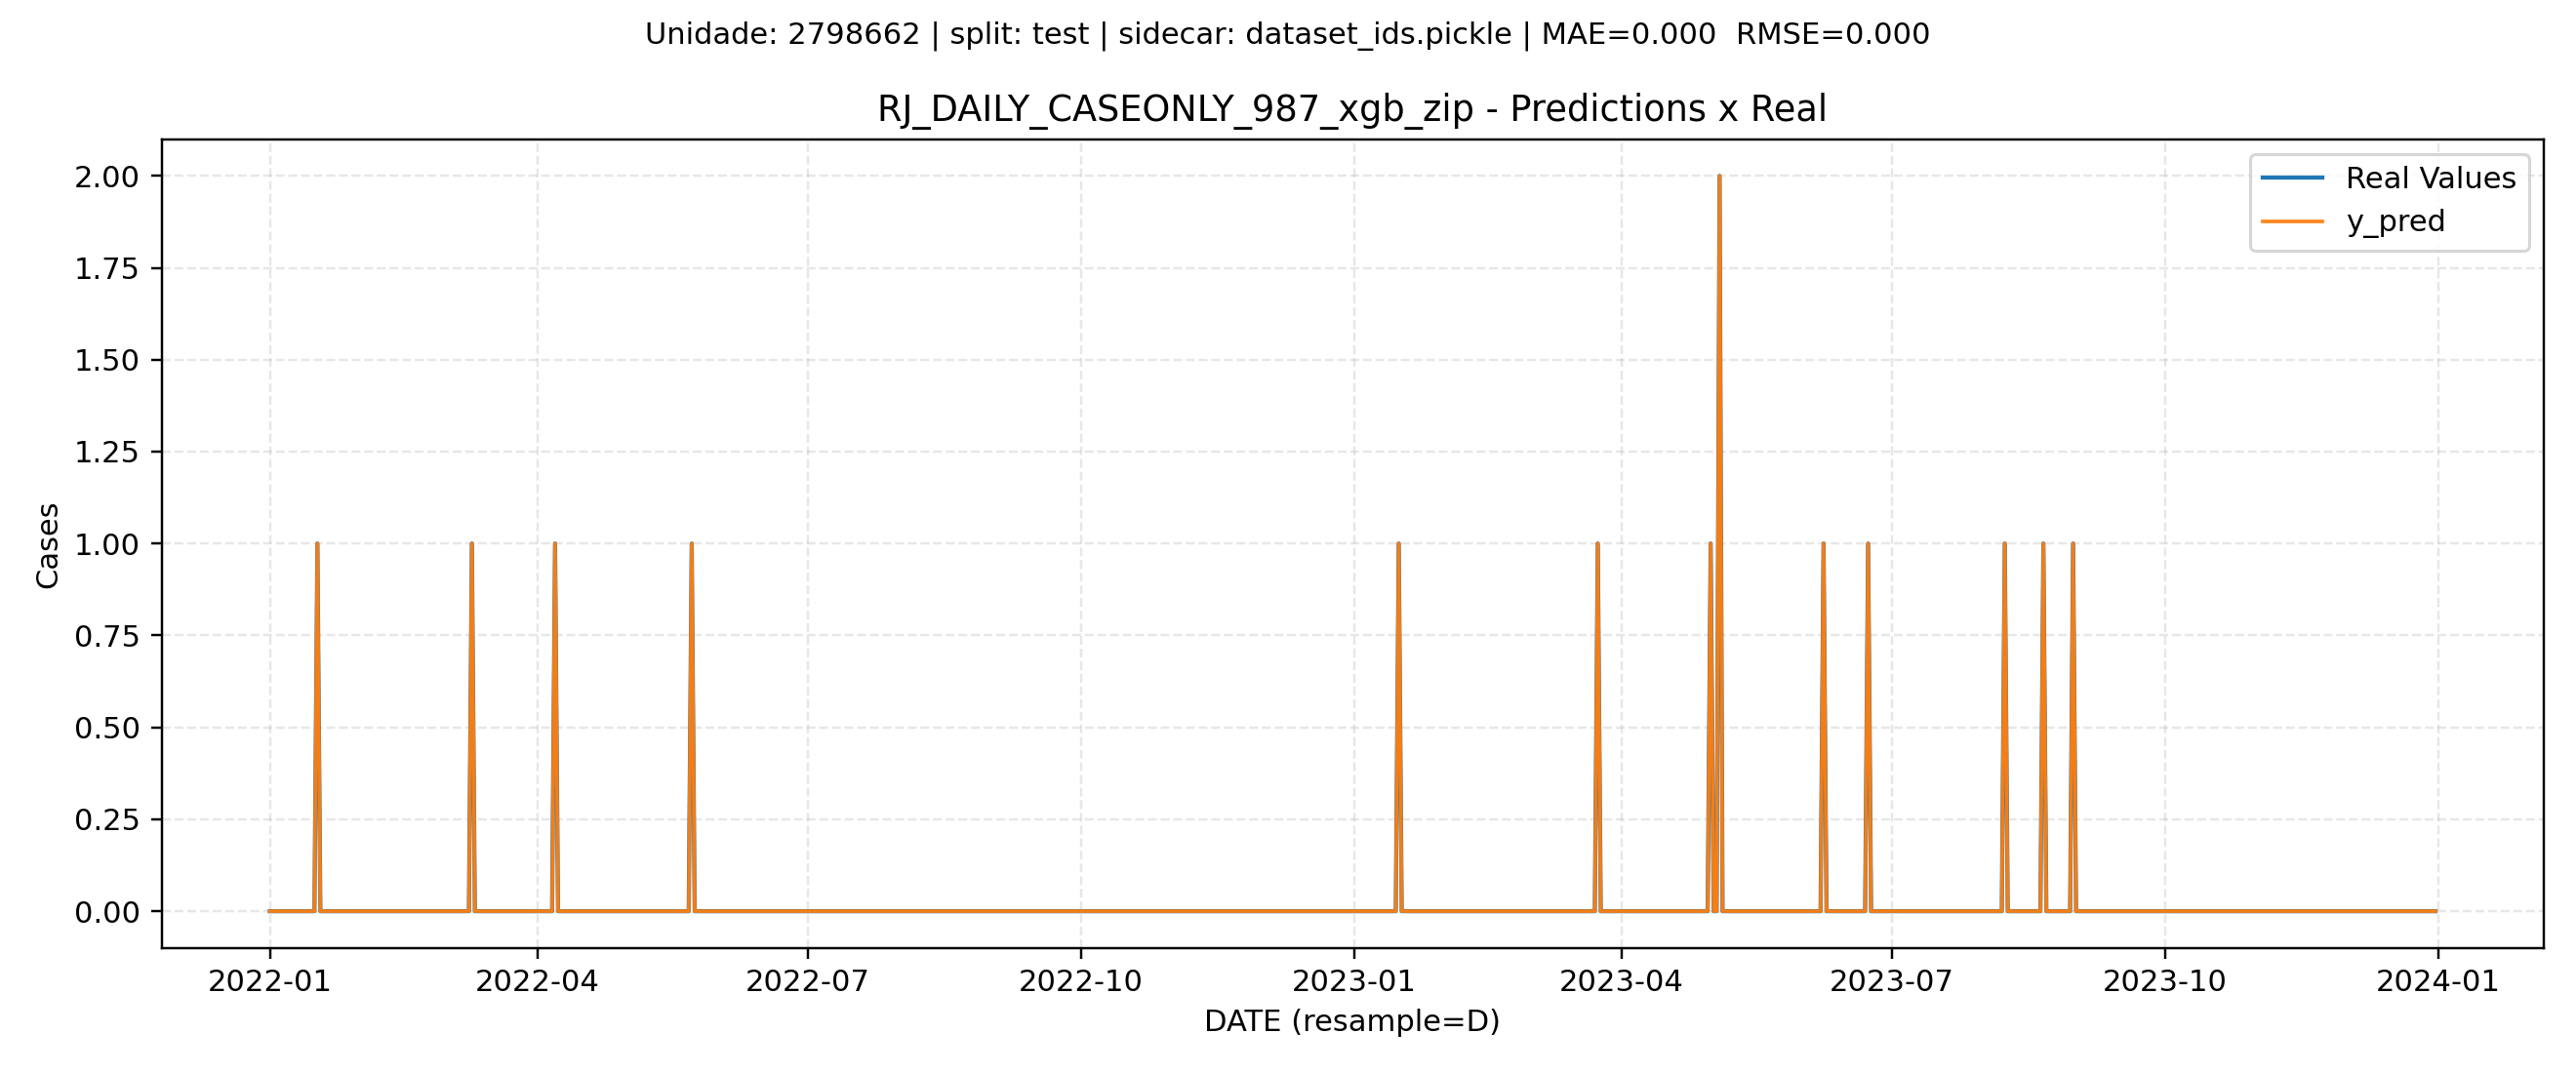 Unidade: 2798662 | split: test | sidecar: dataset_ids.pickle | MAE=0.000  RMSE=0.000
RJ_DAILY_CASEONLY_987_xgb_zip - Predictions x Real
Real Values
y_pred
2.00
1.75
1.50
1.25
1.00
0.75
0.50
0.25
0.00
Cases
2022-01 2022-04 2022-07 2022-10 2023-01 2023-04 2023-07 2023-10 2024-01
DATE (resample=D)